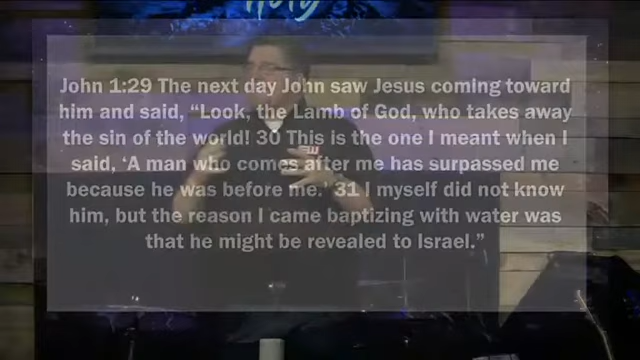 Holy
John 1:29 The next day John saw Jesus coming toward
him and said, “Look, the Lamb of God, who takes away
the sin of the world! 30 This is the one I meant when I
said, ‘A man who comes after me has surpassed me
because he was before me.’ 31 I myself did not know
him, but the reason I came baptizing with water was
that he might be revealed to Israel.”